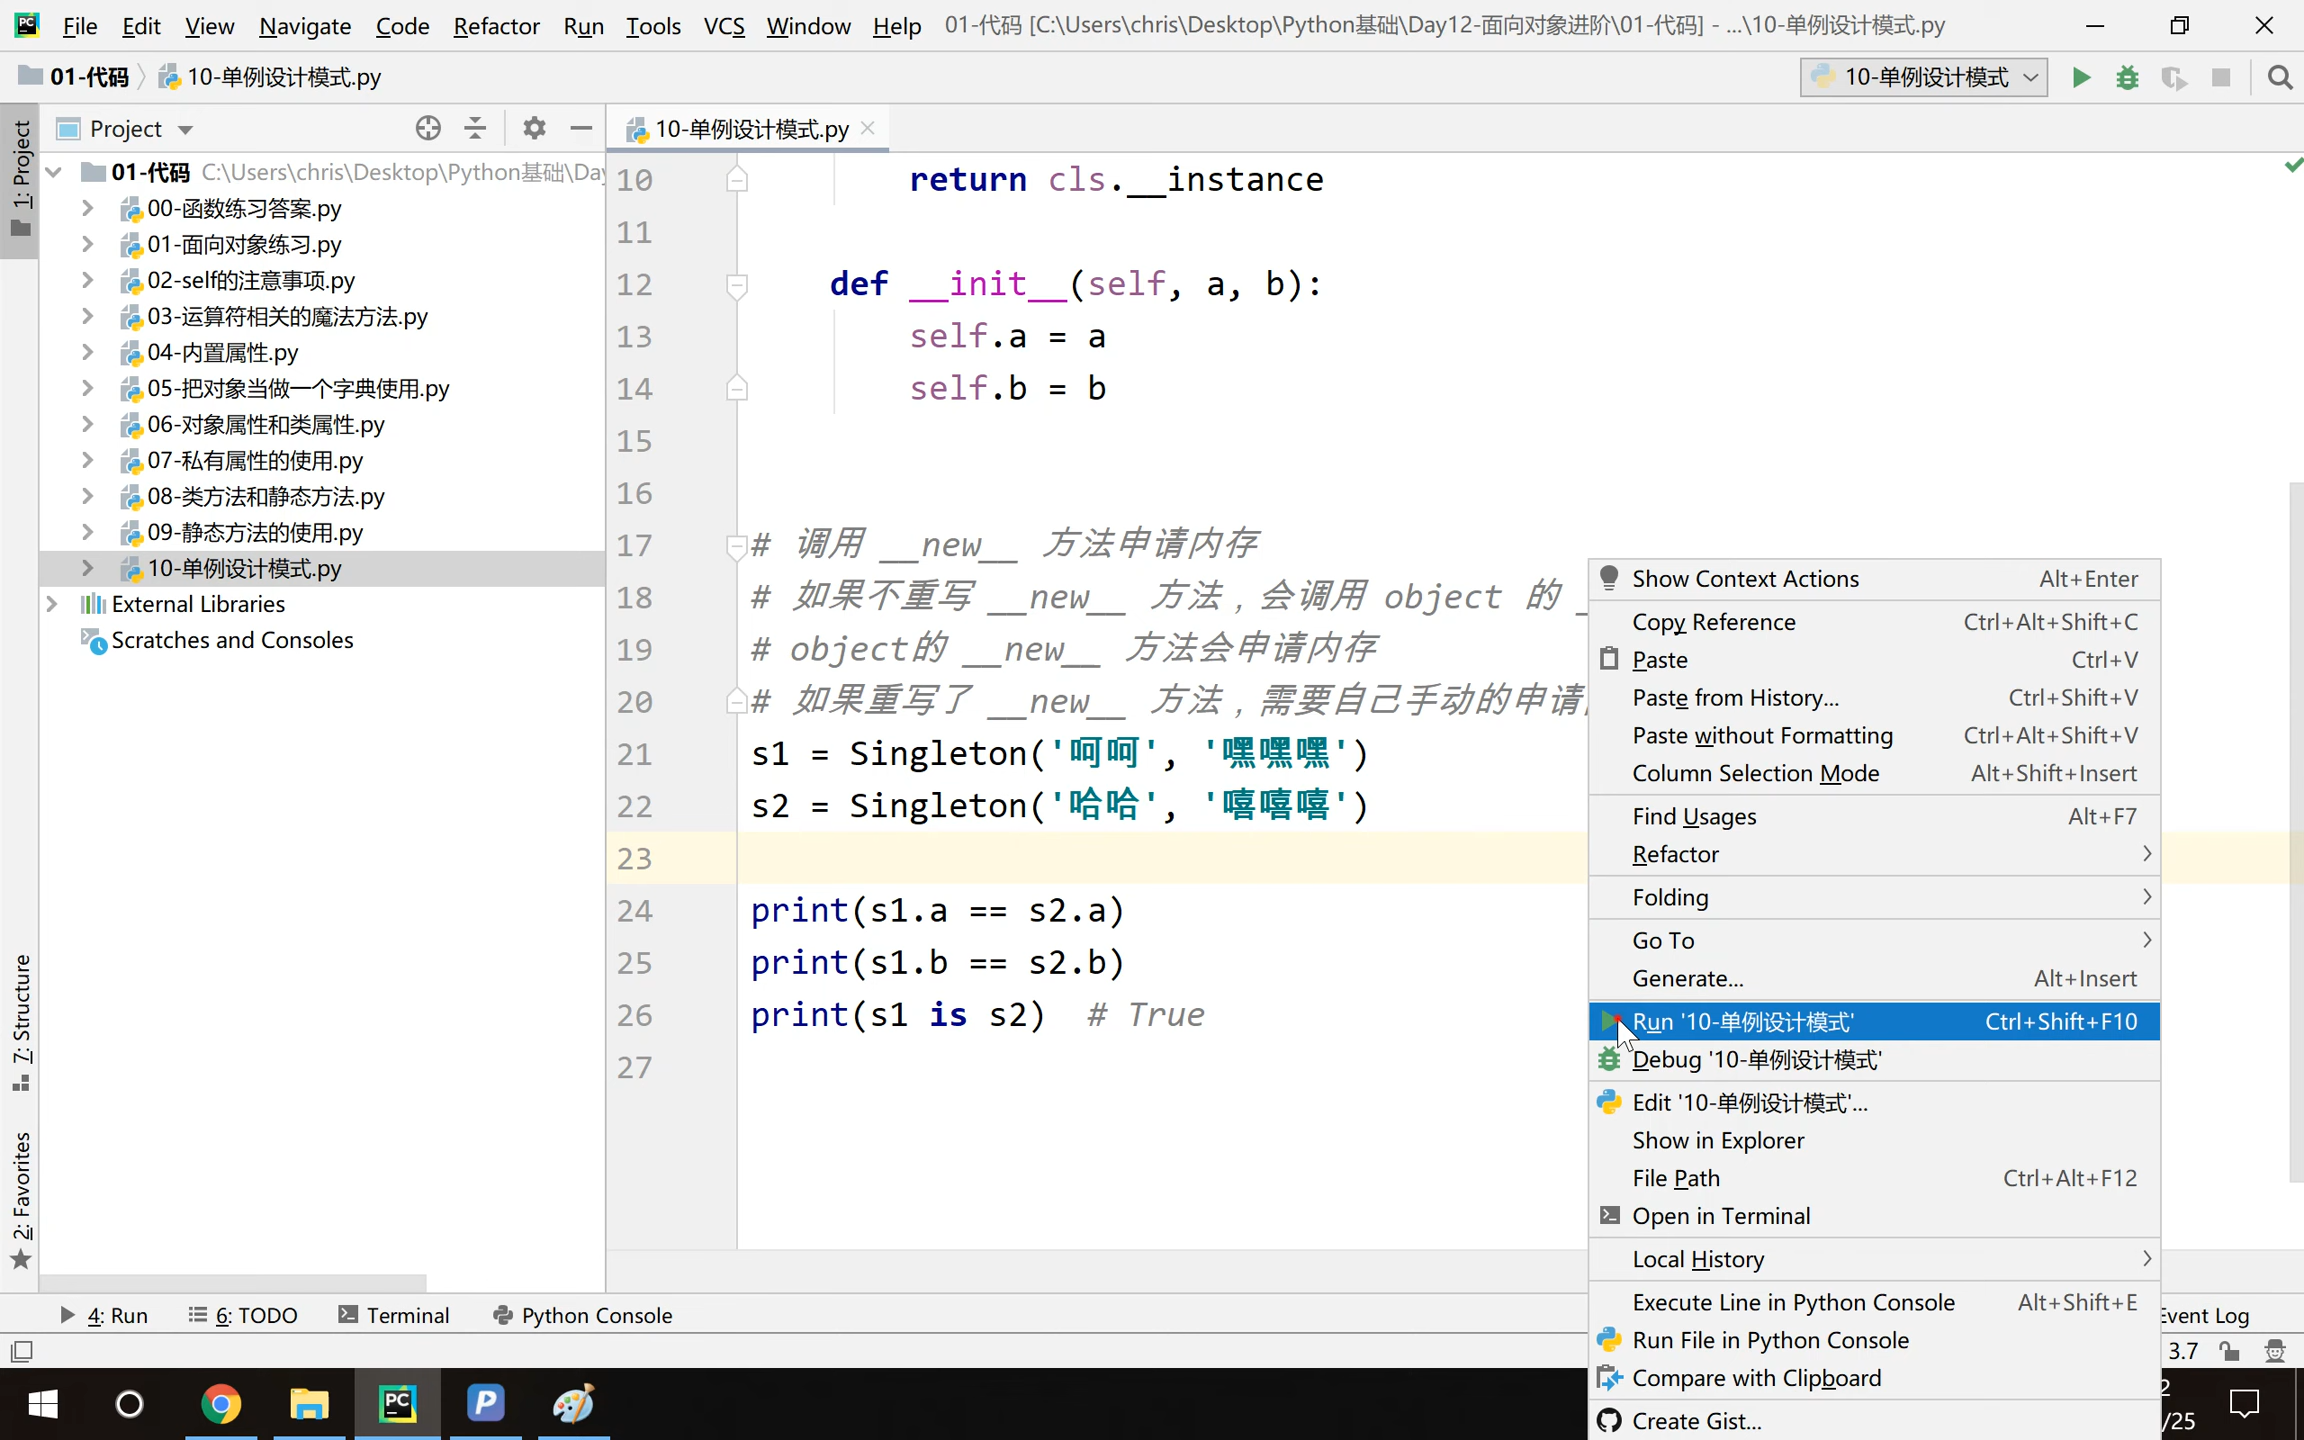 File Edit View Navigate Code Refactor Run Tools VCS Window Help 01-代码 [C:\Users\chris\Desktop\Python基础\Day12-面向对象进阶\01-代码] - ...\10-单例设计模式.py
01-代码 10-单例设计模式.py
10-单例设计模式
1: Project
7: Structure
2: Favorites
Project
01-代码 C:\Users\chris\Desktop\Python基础\Da
00-函数练习答案.py
01-面向对象练习.py
02-self的注意事项.py
03-运算符相关的魔法方法.py
04-内置属性.py
05-把对象当做一个字典使用.py
06-对象属性和类属性.py
07-私有属性的使用.py
08-类方法和静态方法.py
09-静态方法的使用.py
10-单例设计模式.py
External Libraries
Scratches and Consoles
10-单例设计模式.py
10 return cls.__instance
11
12 def __init__(self, a, b):
13 self.a = a
14 self.b = b
15
16
17 # 调用 __new__ 方法申请内存
18 # 如果不重写 __new__ 方法，会调用 object 的 _
19 # object的 __new__ 方法会申请内存
20 # 如果重写了 __new__ 方法，需要自己手动的申请
21 s1 = Singleton('呵呵', '嘿嘿嘿')
22 s2 = Singleton('哈哈', '嘻嘻嘻')
23
24 print(s1.a == s2.a)
25 print(s1.b == s2.b)
26 print(s1 is s2) # True
27
Show Context Actions Alt+Enter
Copy Reference Ctrl+Alt+Shift+C
Paste Ctrl+V
Paste from History... Ctrl+Shift+V
Paste without Formatting Ctrl+Alt+Shift+V
Column Selection Mode Alt+Shift+Insert
Find Usages Alt+F7
Refactor
Folding
Go To
Generate... Alt+Insert
Run '10-单例设计模式' Ctrl+Shift+F10
Debug '10-单例设计模式'
Edit '10-单例设计模式'...
Show in Explorer
File Path Ctrl+Alt+F12
Open in Terminal
Local History
Execute Line in Python Console Alt+Shift+E
Run File in Python Console
Compare with Clipboard
Create Gist...
4: Run 6: TODO Terminal Python Console
Event Log
3.7
2
/25